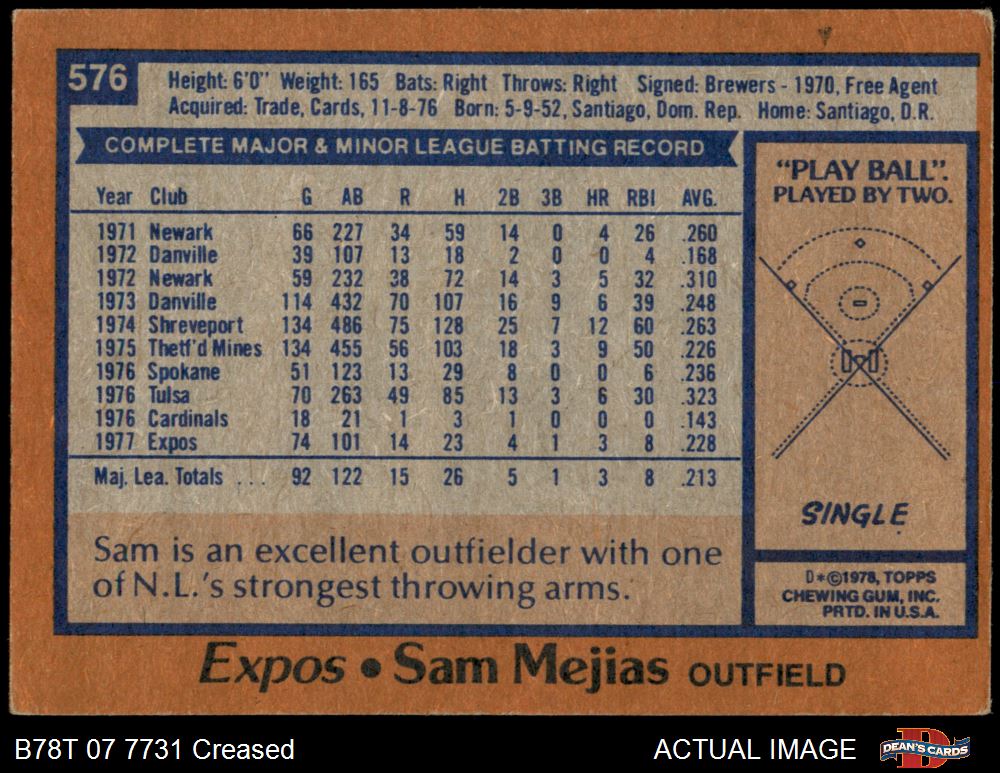 576
Height: 6'0" Weight: 165 Bats: Right Throws: Right Signed: Brewers - 1970, Free Agent
Acquired: Trade, Cards, 11-8-76 Born: 5-9-52, Santiago, Dom. Rep. Home: Santiago, D.R.
COMPLETE MAJOR & MINOR LEAGUE BATTING RECORD
Year Club G AB R H 2B 3B HR RBI AVG.
1971 Newark 66 227 34 59 14 0 4 26 .260
1972 Danville 39 107 13 18 2 0 0 4 .168
1972 Newark 59 232 38 72 14 3 5 32 .310
1973 Danville 114 432 70 107 16 9 6 39 .248
1974 Shreveport 134 486 75 128 25 7 12 60 .263
1975 Thetf'd Mines 134 455 56 103 18 3 9 50 .226
1976 Spokane 51 123 13 29 8 0 0 6 .236
1976 Tulsa 70 263 49 85 13 3 6 30 .323
1976 Cardinals 18 21 1 3 1 0 0 0 .143
1977 Expos 74 101 14 23 4 1 3 8 .228
Maj. Lea. Totals ... 92 122 15 26 5 1 3 8 .213
Sam is an excellent outfielder with one
of N.L.'s strongest throwing arms.
"PLAY BALL".
PLAYED BY TWO.
SINGLE
D*©1978, TOPPS
CHEWING GUM, INC.
PRTD. IN U.S.A.
Expos • Sam Mejias OUTFIELD
B78T 07 7731 Creased
ACTUAL IMAGE
DEAN'S CARDS